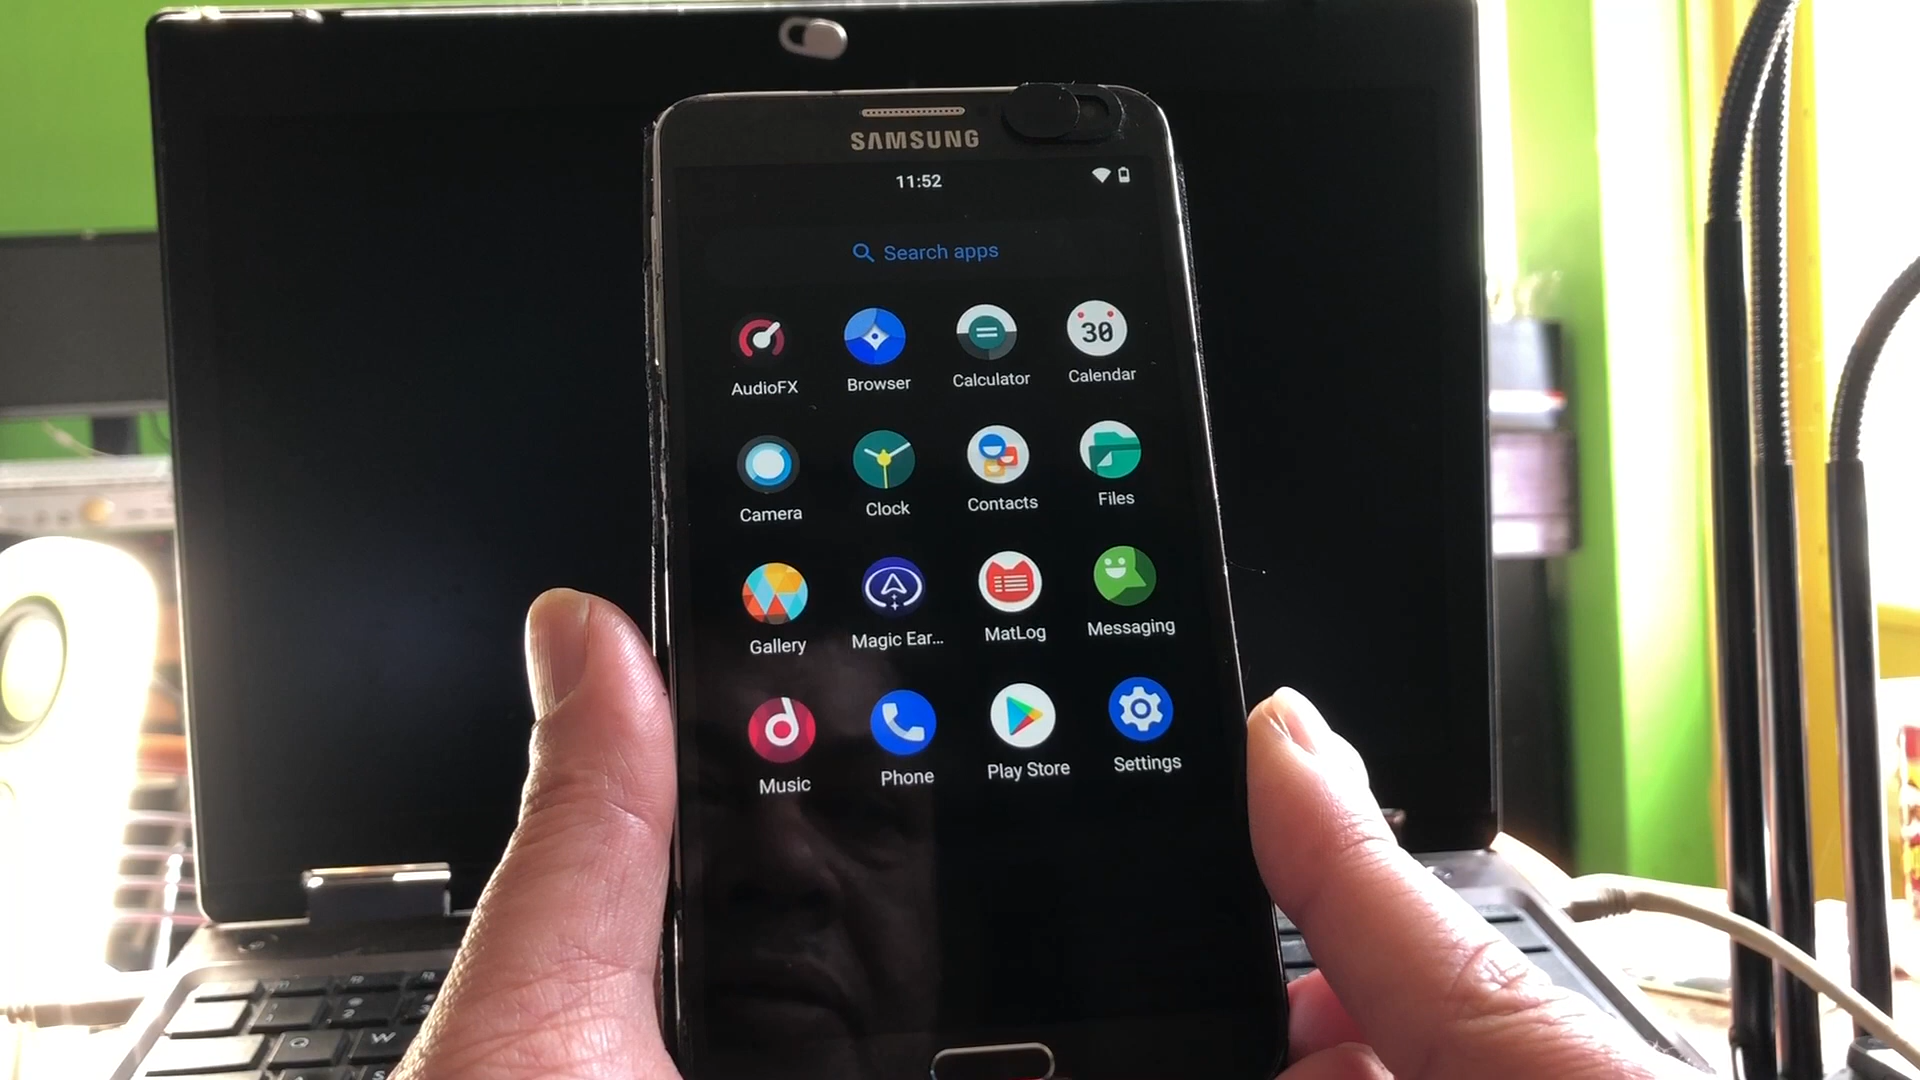 SAMSUNG
11:52
Search apps
30
AudioFX
Browser
Calculator
Calendar
Camera
Clock
Contacts
Files
Gallery
Magic Ear...
MatLog
Messaging
Music
Phone
Play Store
Settings
Q
W